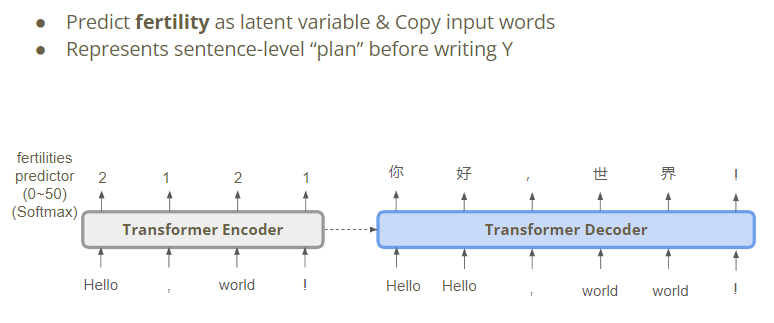 ● Predict fertility as latent variable & Copy input words
● Represents sentence-level “plan” before writing Y
fertilities
predictor
(0~50)
(Softmax)
2 1 2 1
你 好 , 世 界 !
Transformer Encoder
Transformer Decoder
Hello , world !
Hello Hello , world world !